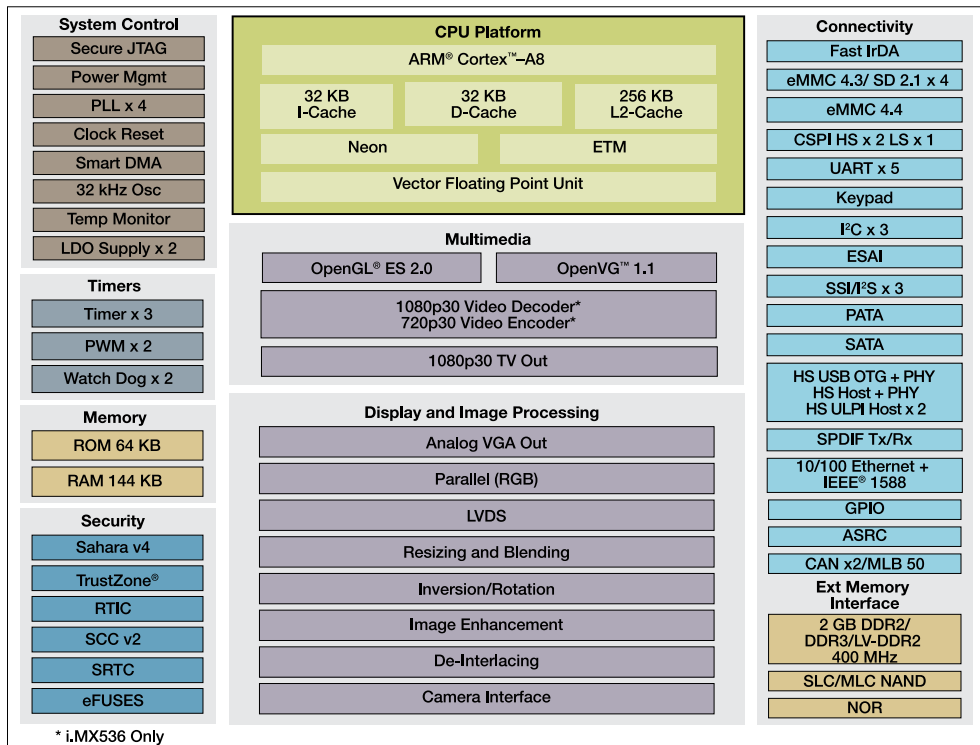 System Control
Secure JTAG
Power Mgmt
PLL x 4
Clock Reset
Smart DMA
32 kHz Osc
Temp Monitor
LDO Supply x 2
Timers
Timer x 3
PWM x 2
Watch Dog x 2
Memory
ROM 64 KB
RAM 144 KB
Security
Sahara v4
TrustZone®
RTIC
SCC v2
SRTC
eFUSES
* i.MX536 Only
CPU Platform
ARM® Cortex™–A8
32 KB
I-Cache
32 KB
D-Cache
256 KB
L2-Cache
Neon
ETM
Vector Floating Point Unit
Multimedia
OpenGL® ES 2.0
OpenVG™ 1.1
1080p30 Video Decoder*
720p30 Video Encoder*
1080p30 TV Out
Display and Image Processing
Analog VGA Out
Parallel (RGB)
LVDS
Resizing and Blending
Inversion/Rotation
Image Enhancement
De-Interlacing
Camera Interface
Connectivity
Fast IrDA
eMMC 4.3/ SD 2.1 x 4
eMMC 4.4
CSPI HS x 2 LS x 1
UART x 5
Keypad
I²C x 3
ESAI
SSI/I²S x 3
PATA
SATA
HS USB OTG + PHY
HS Host + PHY
HS ULPI Host x 2
SPDIF Tx/Rx
10/100 Ethernet +
IEEE® 1588
GPIO
ASRC
CAN x2/MLB 50
Ext Memory
Interface
2 GB DDR2/
DDR3/LV-DDR2
400 MHz
SLC/MLC NAND
NOR